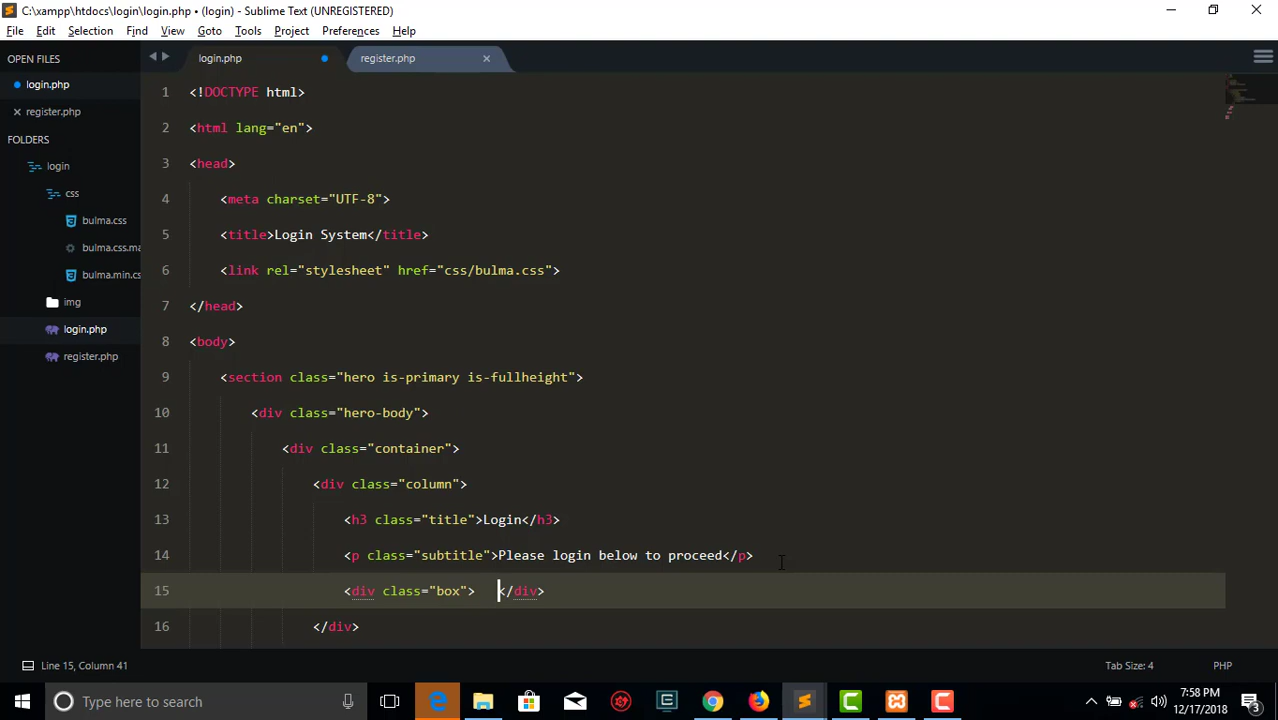 C:\xampp\htdocs\login\login.php • (login) - Sublime Text (UNREGISTERED)
File Edit Selection Find View Goto Tools Project Preferences Help
OPEN FILES
login.php
register.php
FOLDERS
login
css
bulma.css
bulma.css.ma
bulma.min.cs
img
login.php
register.php
login.php register.php
1 <!DOCTYPE html>
2 <html lang="en">
3 <head>
4 <meta charset="UTF-8">
5 <title>Login System</title>
6 <link rel="stylesheet" href="css/bulma.css">
7 </head>
8 <body>
9 <section class="hero is-primary is-fullheight">
10 <div class="hero-body">
11 <div class="container">
12 <div class="column">
13 <h3 class="title">Login</h3>
14 <p class="subtitle">Please login below to proceed</p>
15 <div class="box"> </div>
16 </div>
Line 15, Column 41 Tab Size: 4 PHP
Type here to search
7:58 PM
12/17/2018
3